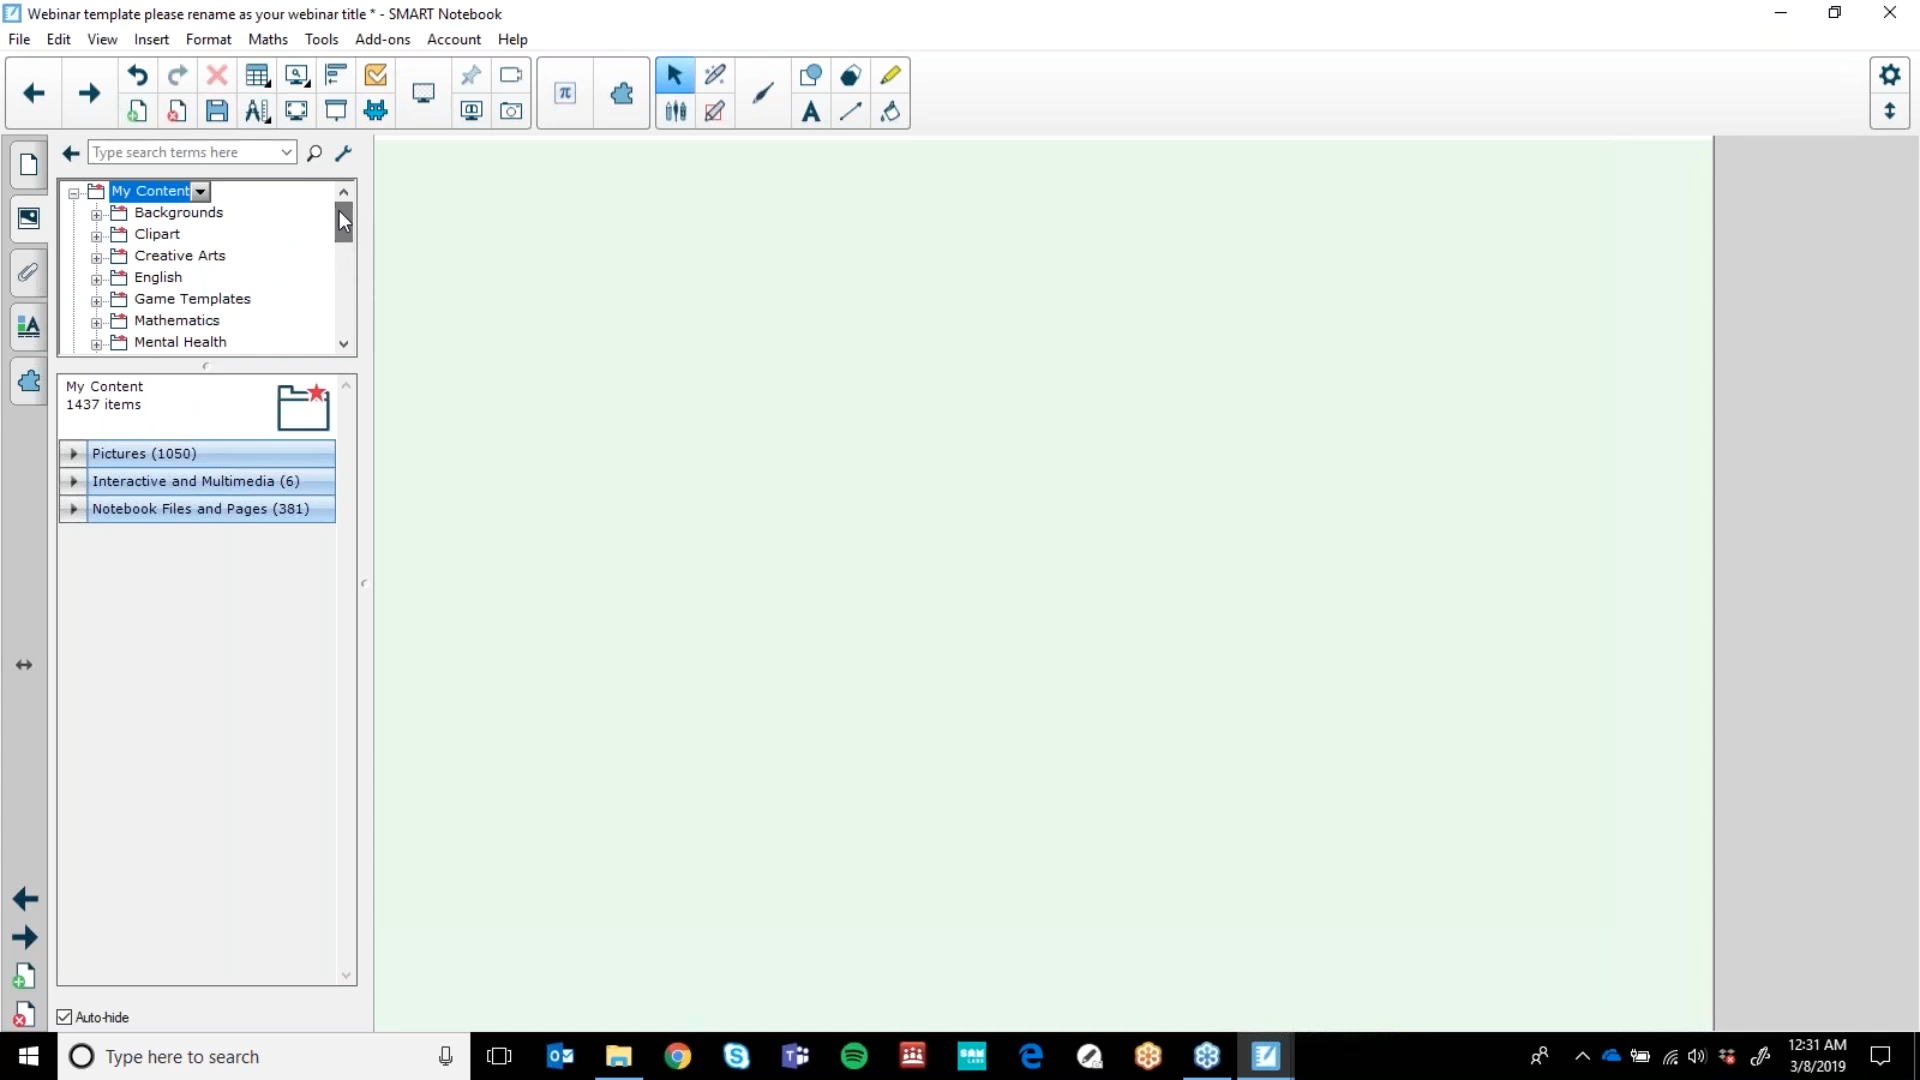 Webinar template please rename as your webinar title * - SMART Notebook
File Edit View Insert Format Maths Tools Add-ons Account Help
π
A
Type search terms here
My Content
Backgrounds
Clipart
Creative Arts
English
Game Templates
Mathematics
Mental Health
My Content
1437 items
Pictures (1050)
Interactive and Multimedia (6)
Notebook Files and Pages (381)
Auto-hide
Type here to search
SAM
LABS
12:31 AM
3/8/2019